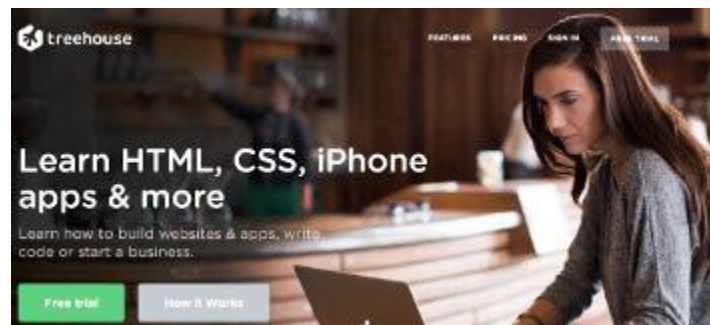 treehouse
FEATURES PRICING SIGN IN FREE TRIAL
Learn HTML, CSS, iPhone
apps & more
Learn how to build websites & apps, write
code or start a business.
Free trial How it Works